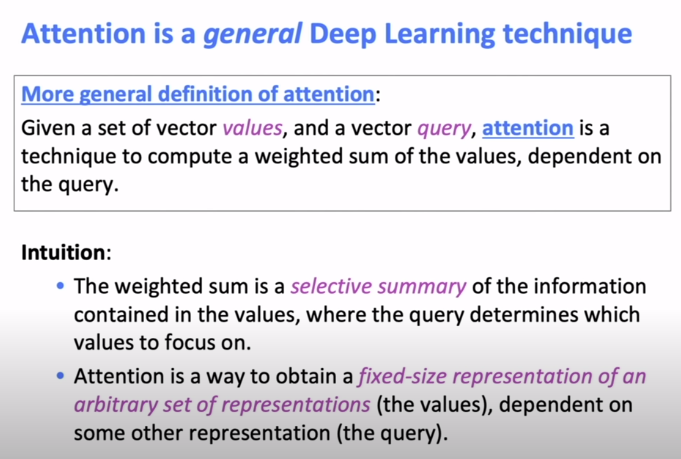 Attention is a general Deep Learning technique
More general definition of attention:
Given a set of vector values, and a vector query, attention is a
technique to compute a weighted sum of the values, dependent on
the query.
Intuition:
• The weighted sum is a selective summary of the information
contained in the values, where the query determines which
values to focus on.
• Attention is a way to obtain a fixed-size representation of an
arbitrary set of representations (the values), dependent on
some other representation (the query).